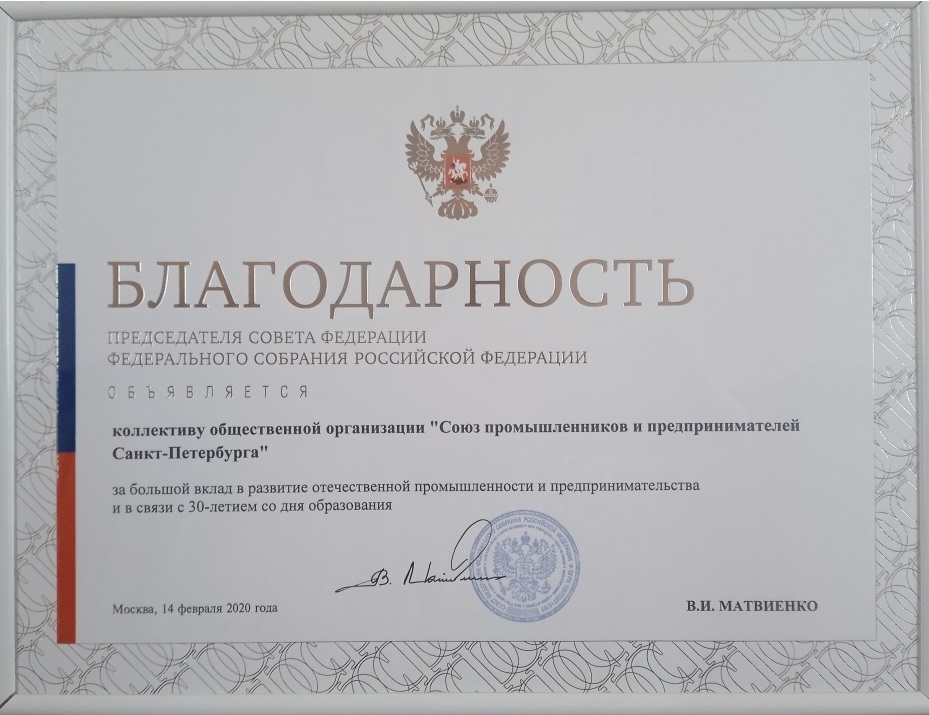 БЛАГОДАРНОСТЬ
ПРЕДСЕДАТЕЛЯ СОВЕТА ФЕДЕРАЦИИ
ФЕДЕРАЛЬНОГО СОБРАНИЯ РОССИЙСКОЙ ФЕДЕРАЦИИ
ОБЪЯВЛЯЕТСЯ
коллективу общественной организации "Союз промышленников и предпринимателей
Санкт-Петербурга"
за большой вклад в развитие отечественной промышленности и предпринимательства
и в связи с 30-летием со дня образования
Москва, 14 февраля 2020 года
В.И. МАТВИЕНКО